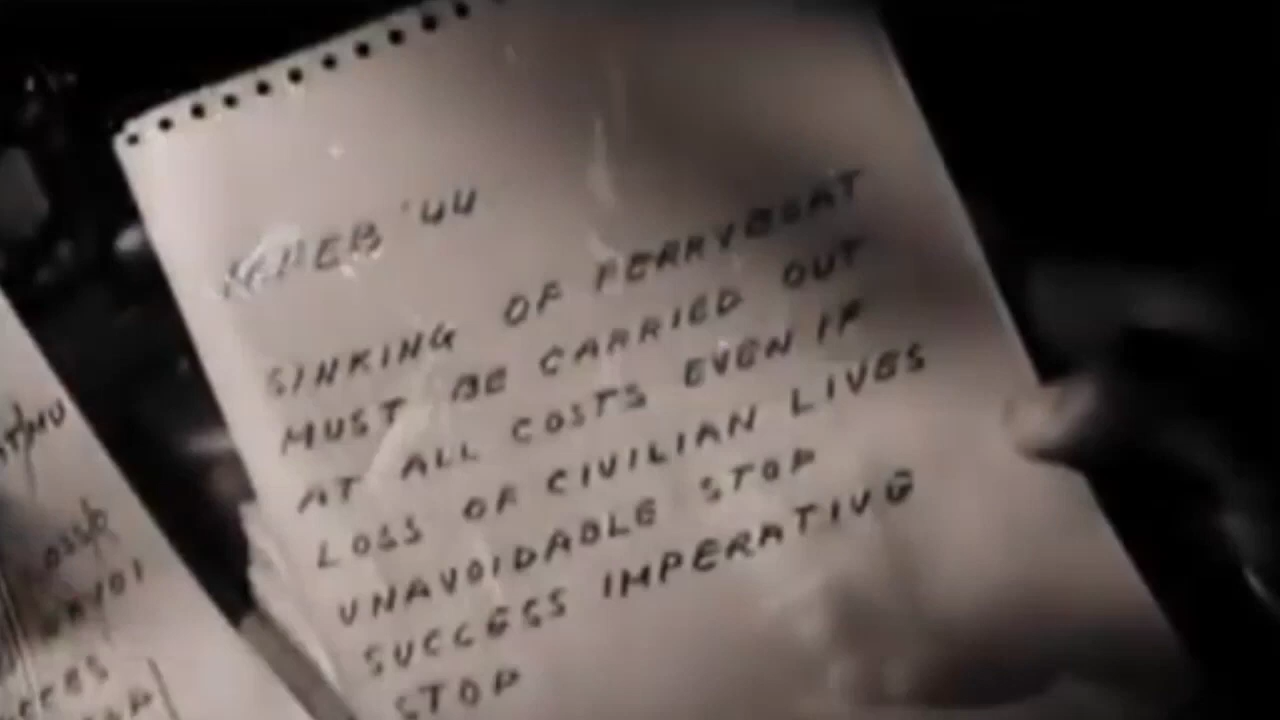 FEB '44
SINKING OF FERRYBOAT
MUST BE CARRIED OUT
AT ALL COSTS EVEN IF
LOSS OF CIVILIAN LIVES
UNAVOIDABLE STOP
SUCCESS IMPERATIVE
STOP